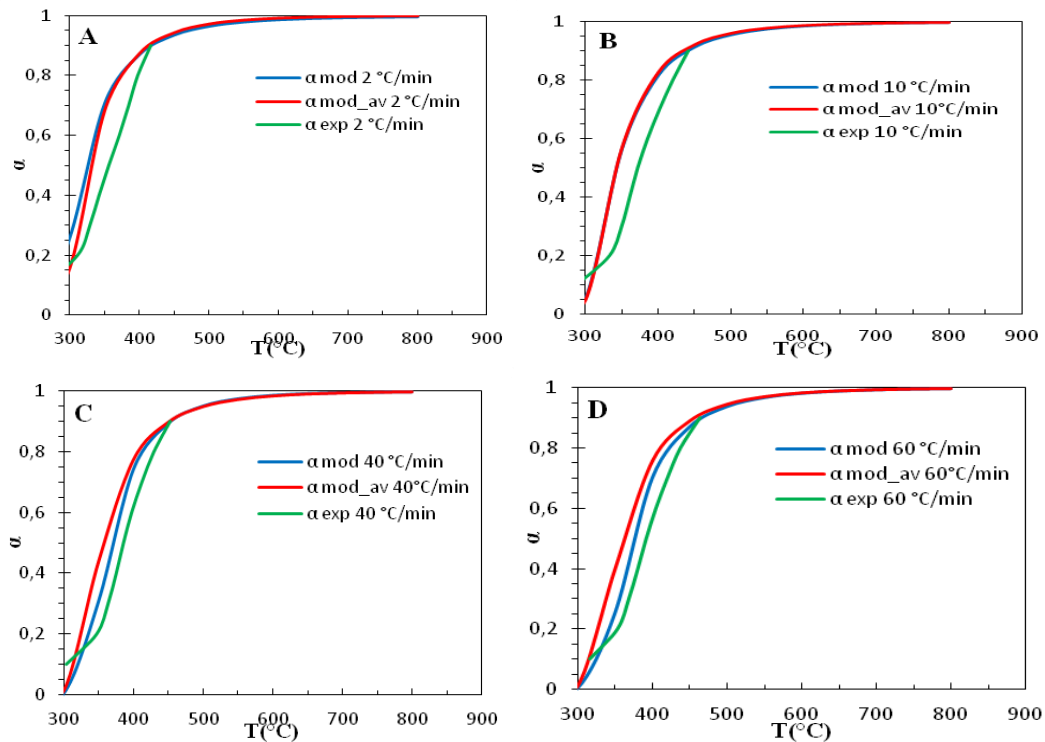 A
1
0,8
0,6
0,4
0,2
0
α
α mod 2 °C/min
α mod_av 2 °C/min
α exp 2 °C/min
300 400 500 600 700 800 900
T(°C)
B
1
0,8
0,6
0,4
0,2
0
α
α mod 10 °C/min
α mod_av 10°C/min
α exp 10 °C/min
300 400 500 600 700 800 900
T(°C)
C
1
0,8
0,6
0,4
0,2
0
α
α mod 40 °C/min
α mod_av 40°C/min
α exp 40 °C/min
300 400 500 600 700 800 900
T(°C)
D
1
0,8
0,6
0,4
0,2
0
α
α mod 60 °C/min
α mod_av 60°C/min
α exp 60 °C/min
300 400 500 600 700 800 900
T(°C)